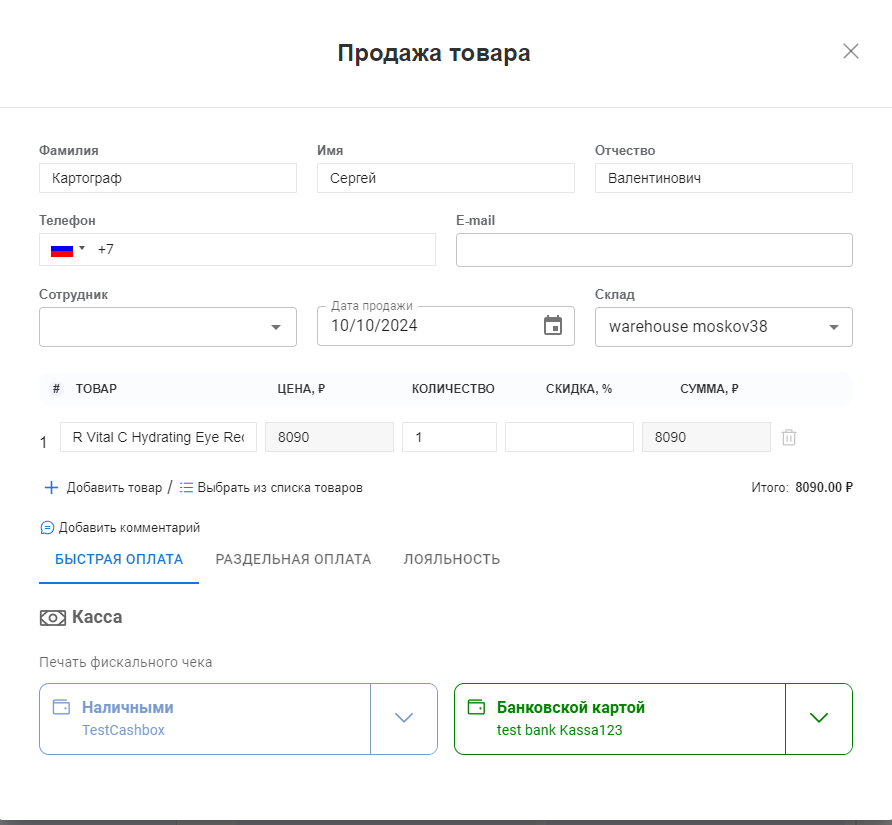 Продажа товара
Фамилия Имя Отчество
Картограф Сергей Валентинович
Телефон E-mail
+7
Сотрудник Дата продажи Склад
10/10/2024 warehouse moskov38
# ТОВАР ЦЕНА, ₽ КОЛИЧЕСТВО СКИДКА, % СУММА, ₽
1 R Vital C Hydrating Eye Rec 8090 1 8090
Добавить товар / Выбрать из списка товаров Итого: 8090.00 ₽
Добавить комментарий
БЫСТРАЯ ОПЛАТА РАЗДЕЛЬНАЯ ОПЛАТА ЛОЯЛЬНОСТЬ
Касса
Печать фискального чека
Наличными Банковской картой
TestCashbox test bank Kassa123